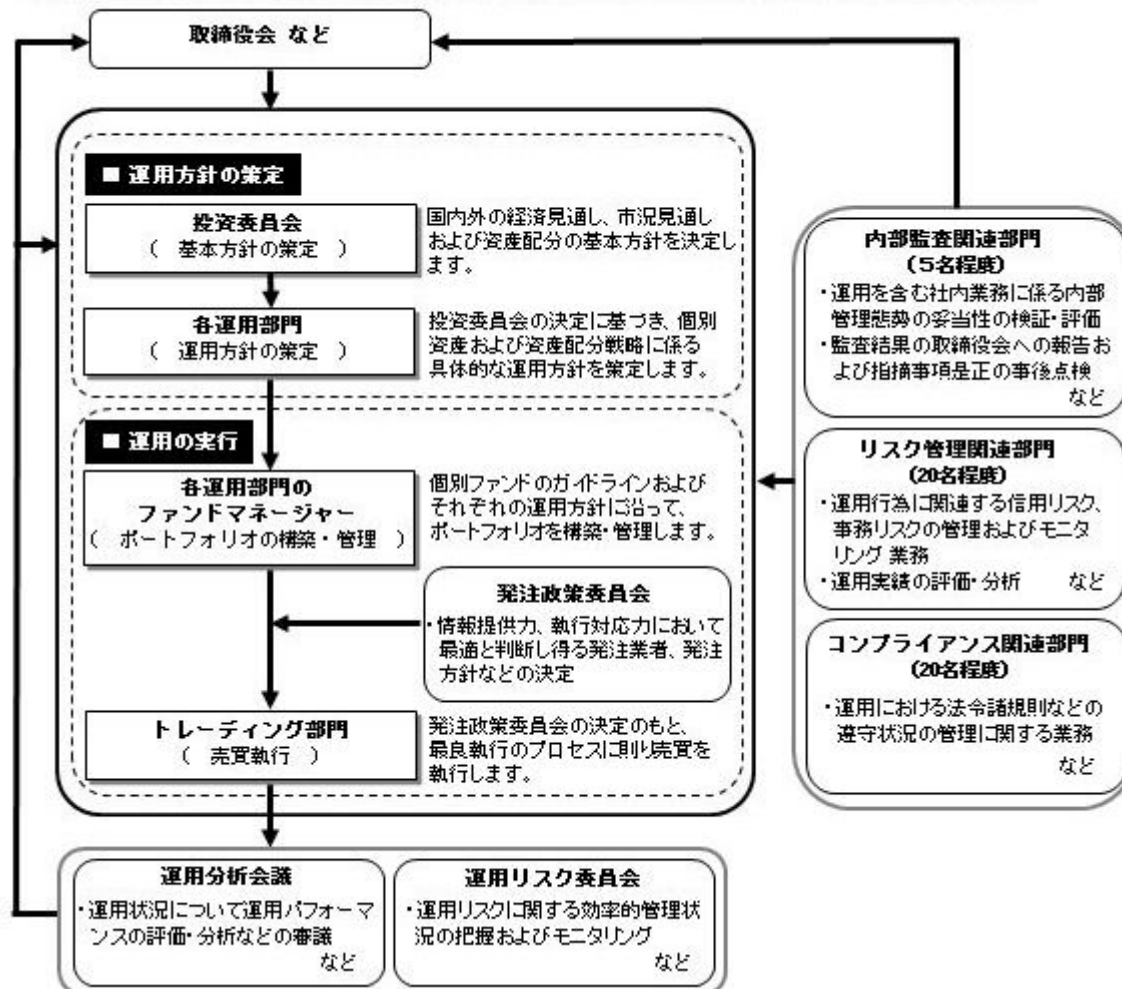 取締役会 など
■ 運用方針の策定
投資委員会
( 基本方針の策定 )
国内外の経済見通し、市況見通し
および資産配分の基本方針を決定し
ます。
各運用部門
( 運用方針の策定 )
投資委員会の決定に基づき、個別
資産および資産配分戦略に係る
具体的な運用方針を策定します。
■ 運用の実行
各運用部門の
ファンドマネージャー
( ポートフォリオの構築・管理 )
個別ファンドのガイドラインおよび
それぞれの運用方針に沿って、
ポートフォリオを構築・管理します。
発注政策委員会
・情報提供力、執行対応力において
最適と判断し得る発注業者、発注
方針などの決定
トレーディング部門
( 売買執行 )
発注政策委員会の決定のもと、
最良執行のプロセスに則り売買を
執行します。
運用分析会議
・運用状況について運用パフォーマ
ンスの評価・分析などの審議
など
運用リスク委員会
・運用リスクに関する効率的管理状
況の把握およびモニタリング
など
内部監査関連部門
(5名程度)
・運用を含む社内業務に係る内部
管理態勢の妥当性の検証・評価
・監査結果の取締役会への報告お
よび指摘事項是正の事後点検
など
リスク管理関連部門
(20名程度)
・運用行為に関連する信用リスク、
事務リスクの管理およびモニタ
リング 業務
・運用実績の評価・分析 など
コンプライアンス関連部門
(20名程度)
・運用における法令諸規則などの
遵守状況の管理に関する業務
など